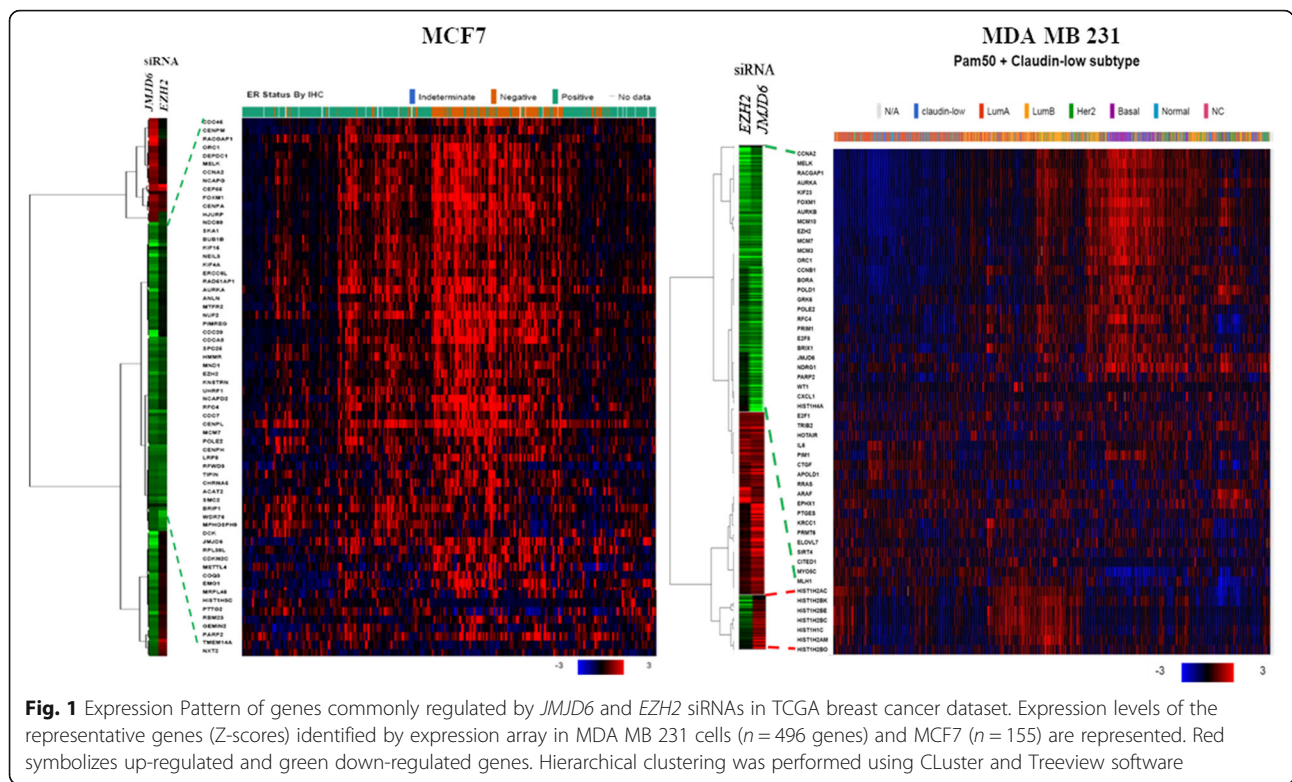 MCF7
siRNA
JMJD6
EZH2
ER Status By IHC
Indeterminate
Negative
Positive
No data
CDC45
CENPM
RACGAP1
ORC1
DEPDC1
MELK
CCNA2
NCAPG
CEP55
FOXM1
CENPA
HJURP
NDC80
SKA1
BUB1B
KIF15
NEIL3
KIF4A
ERCC6L
RAD51AP1
AURKA
ANLN
MTFR2
NUF2
PIMREG
CDC20
CDCA8
SPC25
HMMR
MND1
EZH2
KNSTRN
UHRF1
NCAPD2
RFC4
CDC7
CENPL
MCM7
POLE2
CENPH
LRP8
RFWD3
TIPIN
CHRNA5
ACAT2
SMC2
BRIP1
WDR76
MPHOSPH9
DCK
JMJD6
RPL39L
CDKN2C
METTL4
COQ3
EMG1
MRPL48
PTTG2
RBM23
GEMIN2
PARP2
TMEM14A
NXT2
-3 3
MDA MB 231
Pam50 + Claudin-low subtype
siRNA
EZH2
JMJD6
N/A
claudin-low
LumA
LumB
Her2
Basal
Normal
NC
CCNA2
MELK
RACGAP1
AURKA
KIF23
FOXM1
AURKB
MCM10
EZH2
MCM7
MCM3
ORC1
CCNB1
BORA
POLD1
GRK6
POLE2
RFC4
PRIM1
E2F8
BRIX1
JMJD6
NDRG1
PARP2
WT1
CXCL1
HIST1H4A
E2F1
TRIB2
HOTAIR
IL6
PIM1
CTGF
APOLD1
RRAS
ARAF
EPHX1
PTGES
KRCC1
PRMT6
ELOVL7
SIRT4
CITED1
MYO5C
MLH1
HIST1H2AC
HIST1H2BK
HIST1H2BE
HIST1H2BC
HIST1H1C
HIST1H2AM
HIST1H2BO
-3 3
Fig. 1 Expression Pattern of genes commonly regulated by JMJD6 and EZH2 siRNAs in TCGA breast cancer dataset. Expression levels of the
representative genes (Z-scores) identified by expression array in MDA MB 231 cells (n = 496 genes) and MCF7 (n = 155) are represented. Red
symbolizes up-regulated and green down-regulated genes. Hierarchical clustering was performed using CLuster and Treeview software